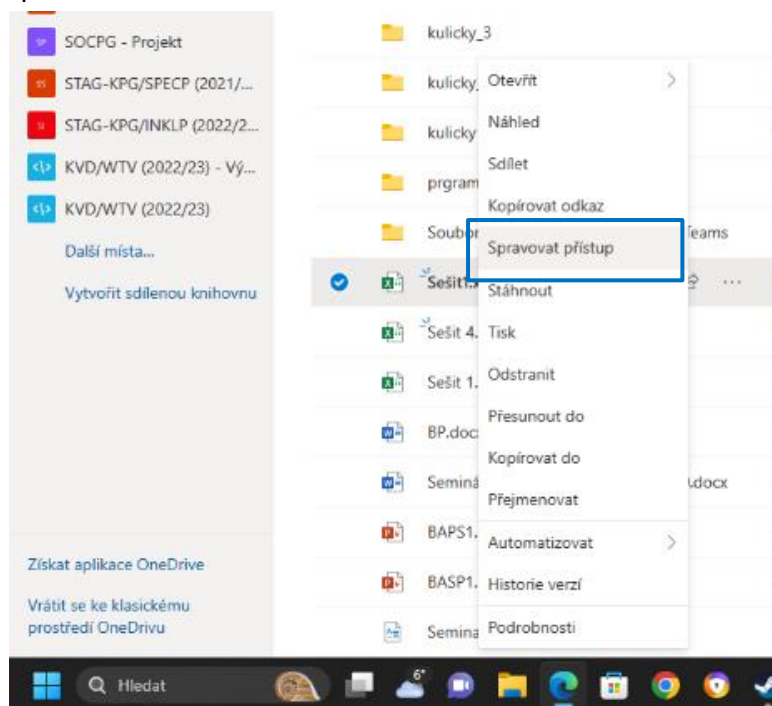 SOCPG - Projekt
STAG-KPG/SPECP (2021/...
STAG-KPG/INKLP (2022/2...
KVD/WTV (2022/23) - Vý...
KVD/WTV (2022/23)
Další místa...
Vytvořit sdílenou knihovnu
Získat aplikace OneDrive
Vrátit se ke klasickému
prostředí OneDrivu
kulicky_3
kulicky_
kulicky
prgram
Soubor
eams
Sešit1.x
Sešit 4.
Sešit 1.
BP.doc
Seminá
.docx
BAPS1.
BASP1.
Semina
Otevřít
Náhled
Sdílet
Kopírovat odkaz
Spravovat přístup
Stáhnout
Tisk
Odstranit
Přesunout do
Kopírovat do
Přejmenovat
Automatizovat
Historie verzí
Podrobnosti
Hledat
6°